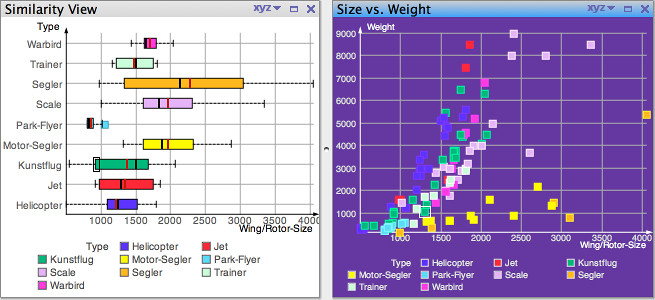 Similarity View
xyz
Type
Warbird
Trainer
Segler
Scale
Park-Flyer
Motor-Segler
Kunstflug
Jet
Helicopter
1000 1500 2000 2500 3000 3500 4000
Wing/Rotor-Size
Type Helicopter Jet
Kunstflug Motor-Segler Park-Flyer
Scale Segler Trainer
Warbird
Size vs. Weight
xyz
Weight
9000
8000
7000
6000
5000
4000
3000
2000
1000
1000 1500 2000 2500 3000 3500 4000
Wing/Rotor-Size
Type Helicopter Jet Kunstflug
Motor-Segler Park-Flyer Scale Segler
Trainer Warbird